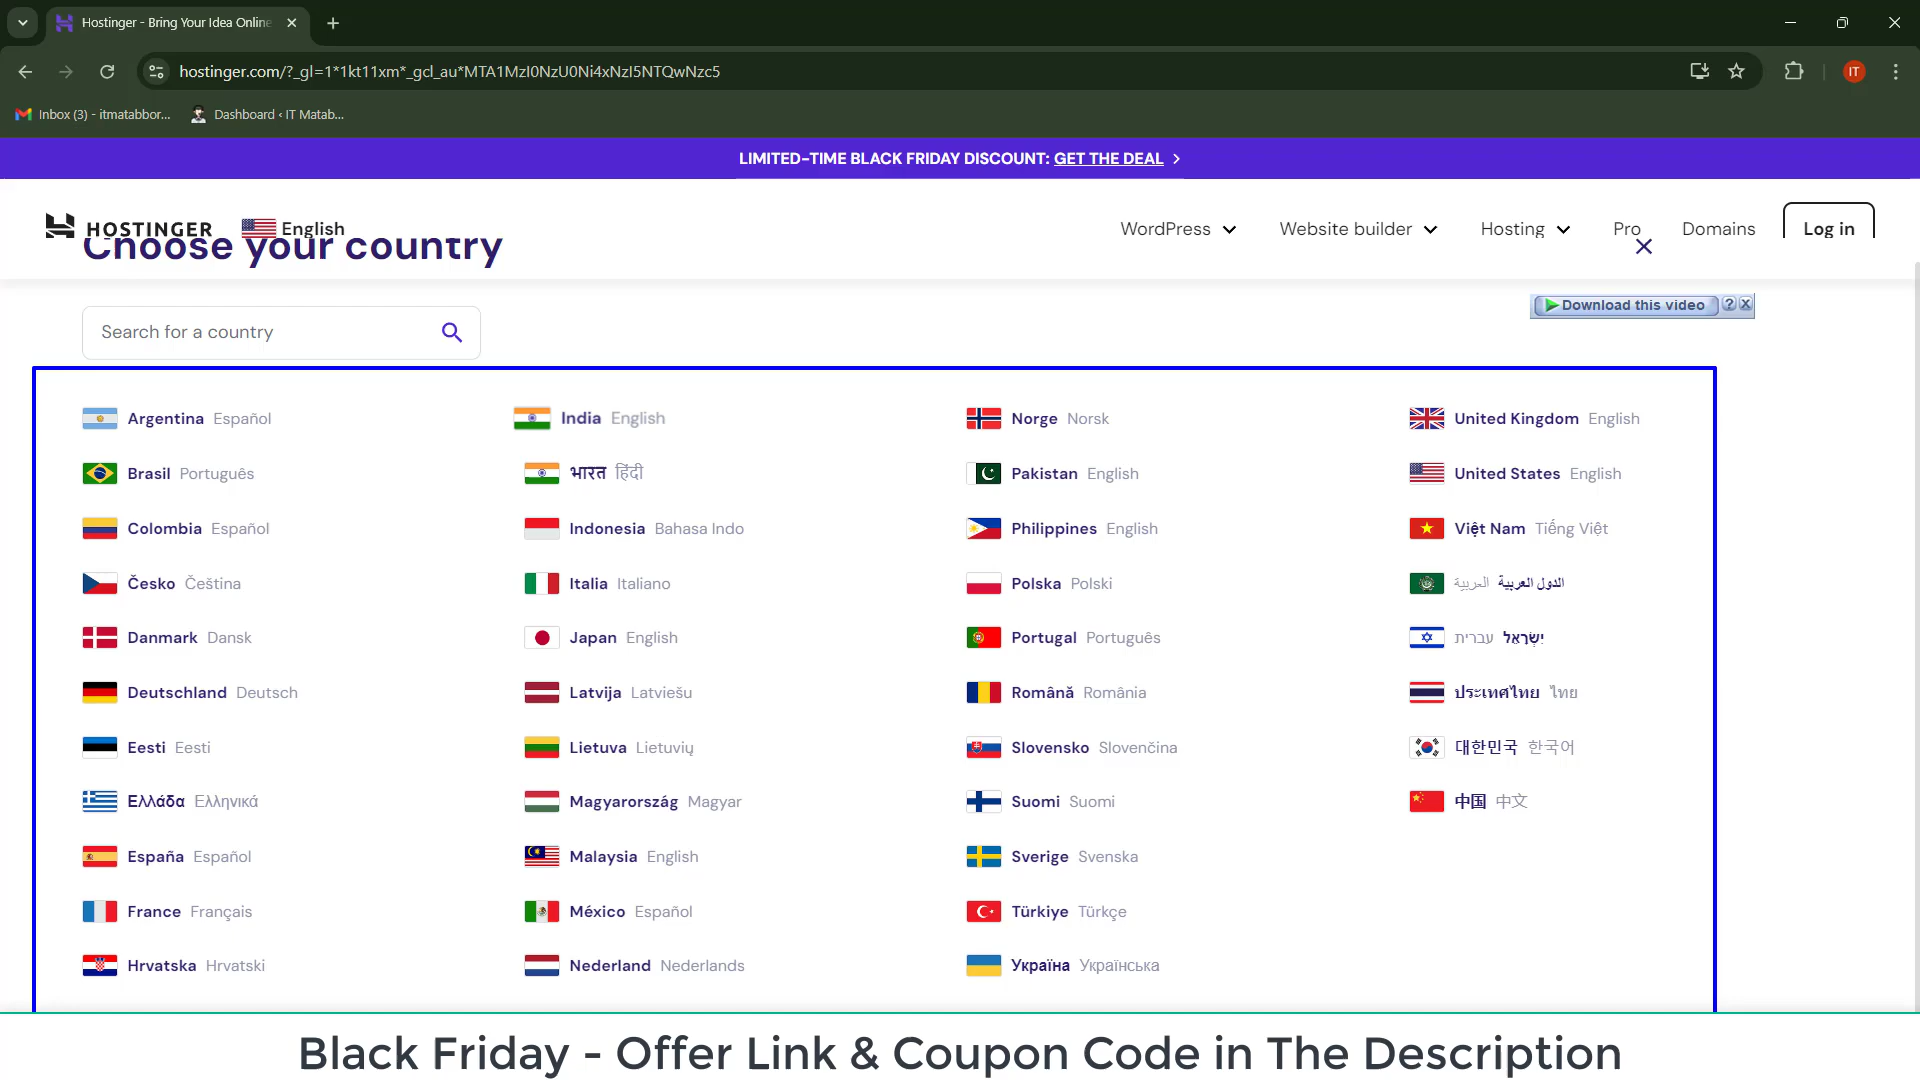 Hostinger - Bring Your Idea Online
hostinger.com/?_gl=1*1kt11xm*_gcl_au*MTA1MzI0NzU0Ni4xNzI5NTQwNzc5
IT
Inbox (3) - itmatabbor...
Dashboard ‹ IT Matab...
LIMITED-TIME BLACK FRIDAY DISCOUNT: GET THE DEAL
HOSTINGER English WordPress Website builder Hosting Pro Domains Log in
Choose your country
Download this video ? X
Search for a country
Argentina Español
Brasil Português
Colombia Español
Česko Čeština
Danmark Dansk
Deutschland Deutsch
Eesti Eesti
Ελλάδα Ελληνικά
España Español
France Français
Hrvatska Hrvatski
India English
भारत हिंदी
Indonesia Bahasa Indo
Italia Italiano
Japan English
Latvija Latviešu
Lietuva Lietuvių
Magyarország Magyar
Malaysia English
México Español
Nederland Nederlands
Norge Norsk
Pakistan English
Philippines English
Polska Polski
Portugal Português
Română România
Slovensko Slovenčina
Suomi Suomi
Sverige Svenska
Türkiye Türkçe
Україна Українська
United Kingdom English
United States English
Việt Nam Tiếng Việt
الدول العربية العربية
יִשְׂרָאֵל עברית
ประเทศไทย ไทย
대한민국 한국어
中国 中文
Black Friday - Offer Link & Coupon Code in The Description